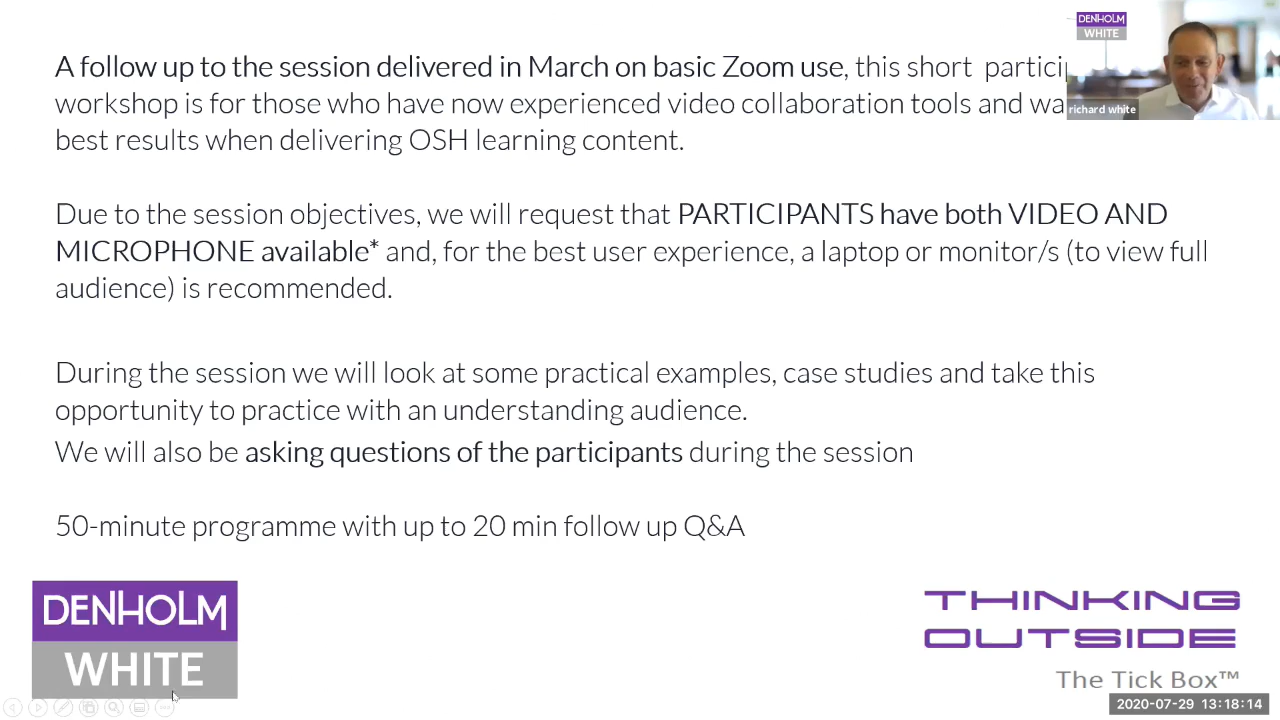 A follow up to the session delivered in March on basic Zoom use, this short
workshop is for those who have now experienced video collaboration tools and
best results when delivering OSH learning content.
Due to the session objectives, we will request that PARTICIPANTS have both VIDEO AND
MICROPHONE available* and, for the best user experience, a laptop or monitor/s (to view full
audience) is recommended.
During the session we will look at some practical examples, case studies and take this
opportunity to practice with an understanding audience.
We will also be asking questions of the participants during the session
50-minute programme with up to 20 min follow up Q&A
DENHOLM
WHITE
richard white
DENHOLM
WHITE
THINKING
OUTSIDE
The Tick Box™
2020-07-29 13:18:14